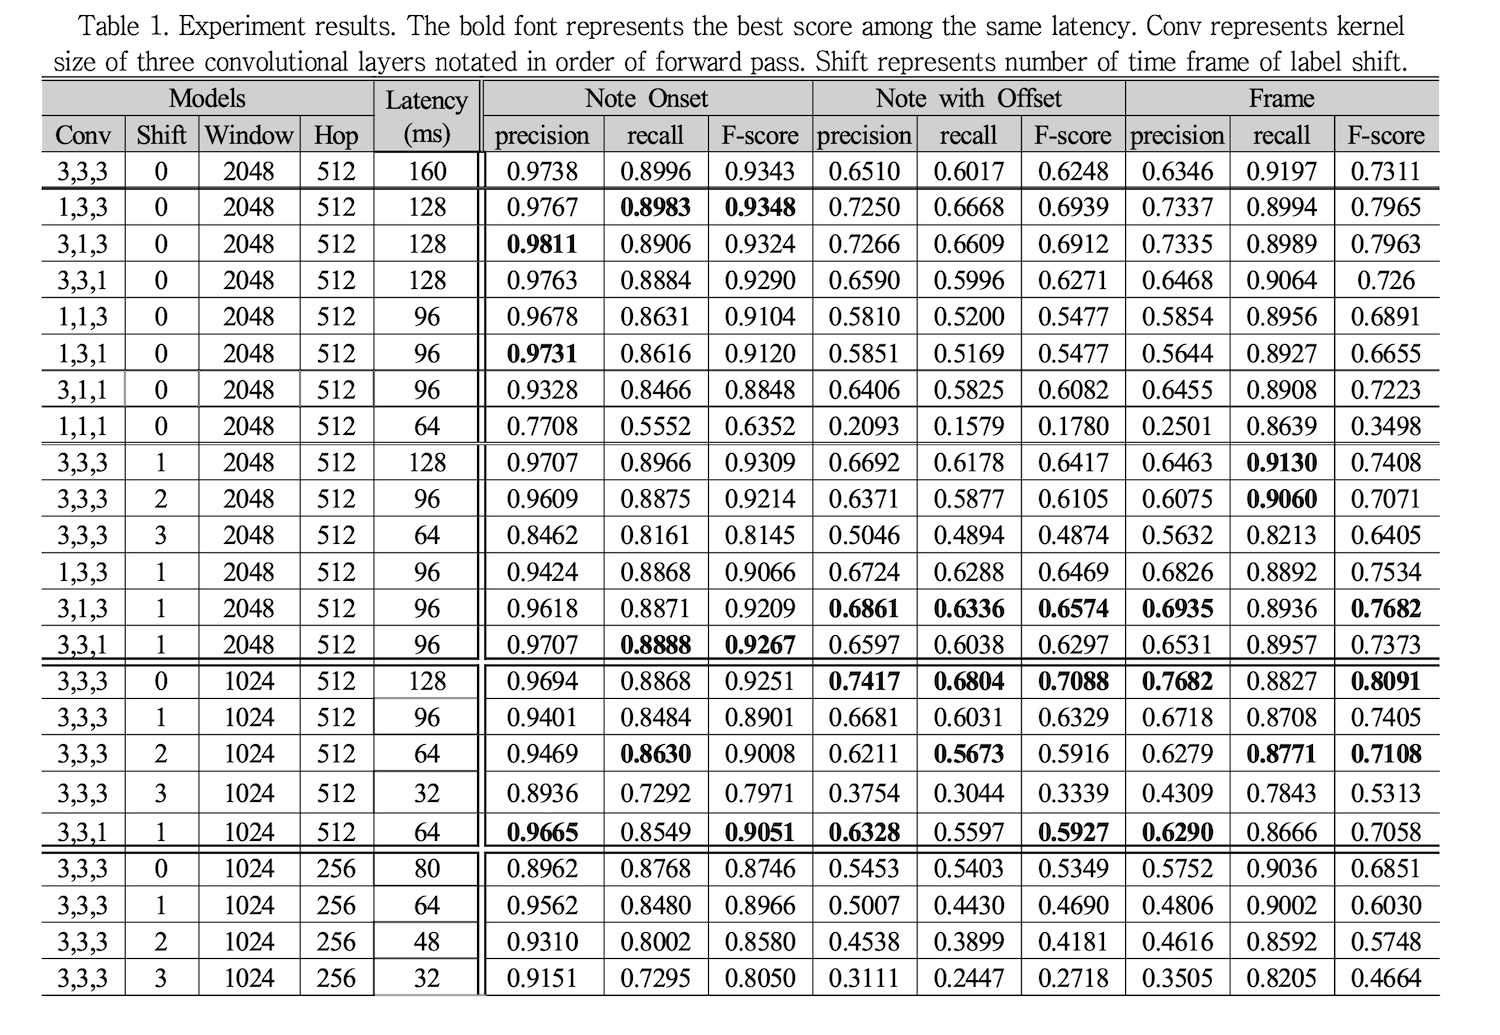 Table 1. Experiment results. The bold font represents the best score among the same latency. Conv represents kernel
size of three convolutional layers notated in order of forward pass. Shift represents number of time frame of label shift.
Models Latency (ms) Note Onset Note with Offset Frame
Conv Shift Window Hop precision recall F-score precision recall F-score precision recall F-score
3,3,3 0 2048 512 160 0.9738 0.8996 0.9343 0.6510 0.6017 0.6248 0.6346 0.9197 0.7311
1,3,3 0 2048 512 128 0.9767 0.8983 0.9348 0.7250 0.6668 0.6939 0.7337 0.8994 0.7965
3,1,3 0 2048 512 128 0.9811 0.8906 0.9324 0.7266 0.6609 0.6912 0.7335 0.8989 0.7963
3,3,1 0 2048 512 128 0.9763 0.8884 0.9290 0.6590 0.5996 0.6271 0.6468 0.9064 0.726
1,1,3 0 2048 512 96 0.9678 0.8631 0.9104 0.5810 0.5200 0.5477 0.5854 0.8956 0.6891
1,3,1 0 2048 512 96 0.9731 0.8616 0.9120 0.5851 0.5169 0.5477 0.5644 0.8927 0.6655
3,1,1 0 2048 512 96 0.9328 0.8466 0.8848 0.6406 0.5825 0.6082 0.6455 0.8908 0.7223
1,1,1 0 2048 512 64 0.7708 0.5552 0.6352 0.2093 0.1579 0.1780 0.2501 0.8639 0.3498
3,3,3 1 2048 512 128 0.9707 0.8966 0.9309 0.6692 0.6178 0.6417 0.6463 0.9130 0.7408
3,3,3 2 2048 512 96 0.9609 0.8875 0.9214 0.6371 0.5877 0.6105 0.6075 0.9060 0.7071
3,3,3 3 2048 512 64 0.8462 0.8161 0.8145 0.5046 0.4894 0.4874 0.5632 0.8213 0.6405
1,3,3 1 2048 512 96 0.9424 0.8868 0.9066 0.6724 0.6288 0.6469 0.6826 0.8892 0.7534
3,1,3 1 2048 512 96 0.9618 0.8871 0.9209 0.6861 0.6336 0.6574 0.6935 0.8936 0.7682
3,3,1 1 2048 512 96 0.9707 0.8888 0.9267 0.6597 0.6038 0.6297 0.6531 0.8957 0.7373
3,3,3 0 1024 512 128 0.9694 0.8868 0.9251 0.7417 0.6804 0.7088 0.7682 0.8827 0.8091
3,3,3 1 1024 512 96 0.9401 0.8484 0.8901 0.6681 0.6031 0.6329 0.6718 0.8708 0.7405
3,3,3 2 1024 512 64 0.9469 0.8630 0.9008 0.6211 0.5673 0.5916 0.6279 0.8771 0.7108
3,3,3 3 1024 512 32 0.8936 0.7292 0.7971 0.3754 0.3044 0.3339 0.4309 0.7843 0.5313
3,3,1 1 1024 512 64 0.9665 0.8549 0.9051 0.6328 0.5597 0.5927 0.6290 0.8666 0.7058
3,3,3 0 1024 256 80 0.8962 0.8768 0.8746 0.5453 0.5403 0.5349 0.5752 0.9036 0.6851
3,3,3 1 1024 256 64 0.9562 0.8480 0.8966 0.5007 0.4430 0.4690 0.4806 0.9002 0.6030
3,3,3 2 1024 256 48 0.9310 0.8002 0.8580 0.4538 0.3899 0.4181 0.4616 0.8592 0.5748
3,3,3 3 1024 256 32 0.9151 0.7295 0.8050 0.3111 0.2447 0.2718 0.3505 0.8205 0.4664